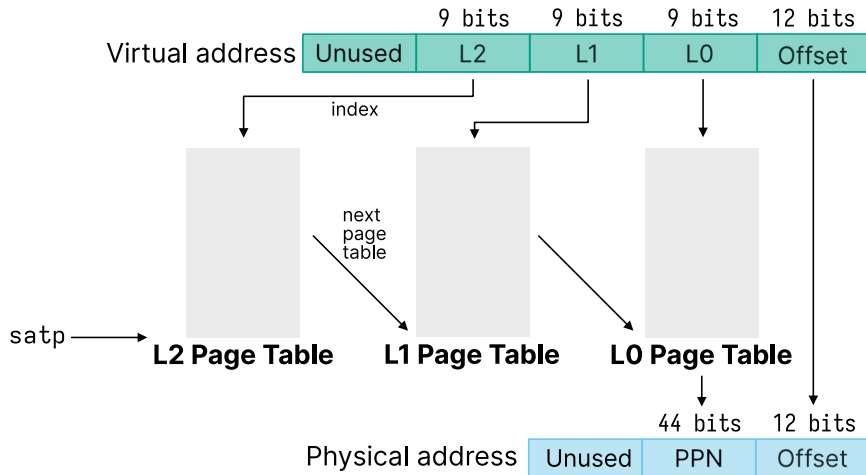 9 bits 9 bits 9 bits 12 bits
Virtual address Unused L2 L1 L0 Offset
index
next
page
table
satp
L2 Page Table L1 Page Table L0 Page Table
44 bits 12 bits
Physical address Unused PPN Offset